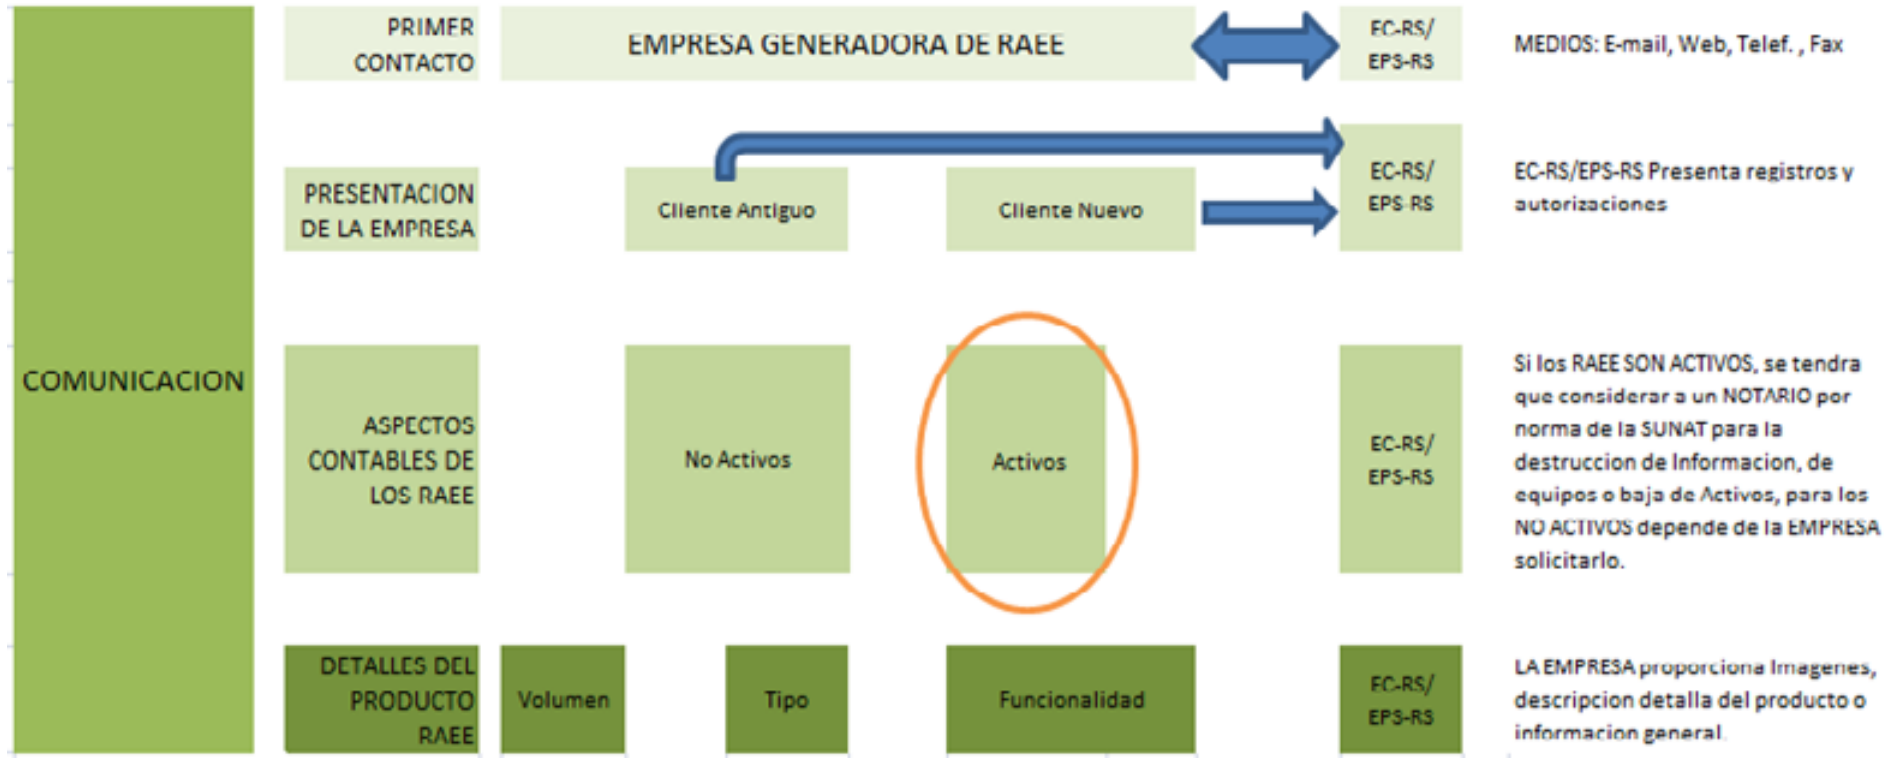 COMUNICACION
PRIMER
CONTACTO
EMPRESA GENERADORA DE RAEE
EC-RS/
EPS-RS
MEDIOS: E-mail, Web, Telef. , Fax
PRESENTACION
DE LA EMPRESA
Cliente Antiguo
Cliente Nuevo
EC-RS/
EPS-RS
EC-RS/EPS-RS Presenta registros y
autorizaciones
ASPECTOS
CONTABLES DE
LOS RAEE
No Activos
Activos
EC-RS/
EPS-RS
Si los RAEE SON ACTIVOS, se tendra
que considerar a un NOTARIO por
norma de la SUNAT para la
destruccion de Informacion, de
equipos o baja de Activos, para los
NO ACTIVOS depende de la EMPRESA
solicitarlo.
DETALLES DEL
PRODUCTO
RAEE
Volumen
Tipo
Funcionalidad
EC-RS/
EPS-RS
LA EMPRESA proporciona Imagenes,
descripcion detalla del producto o
informacion general.